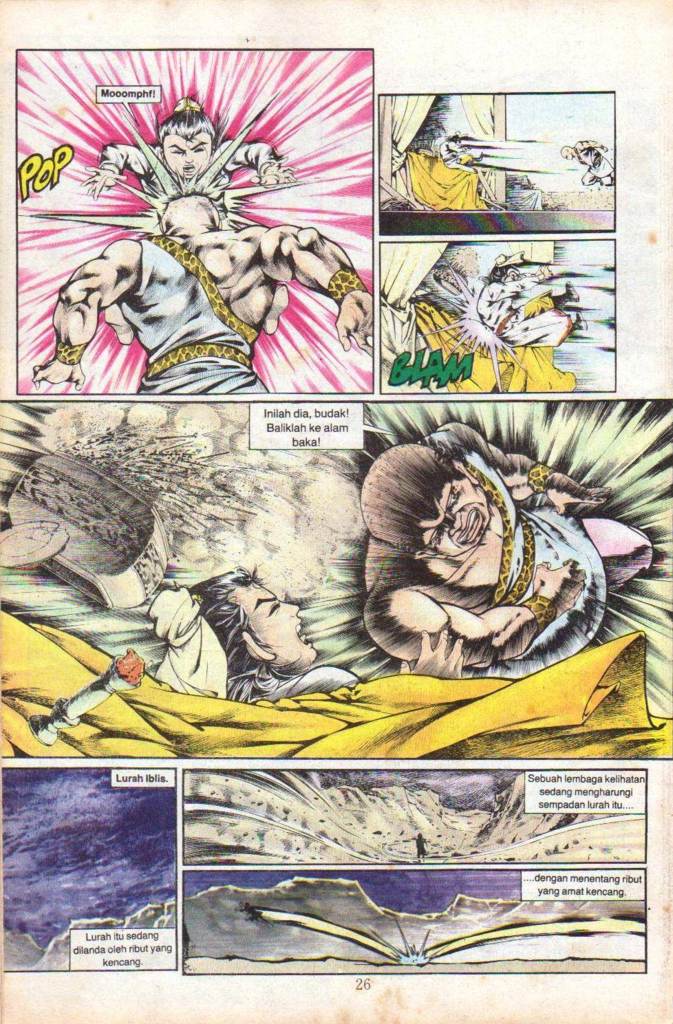 Mooomphf!
POP
BLAM
Inilah dia, budak!
Baliklah ke alam
baka!
Lurah Iblis.
Lurah itu sedang
dilanda oleh ribut yang
kencang.
Sebuah lembaga kelihatan
sedang mengharungi
sempadan lurah itu....
....dengan menentang ribut
yang amat kencang.
26